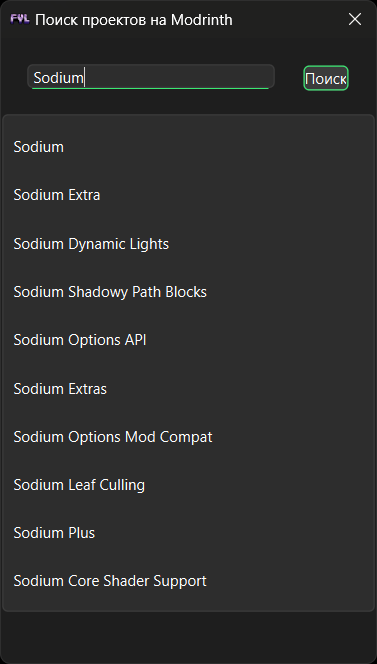 FVL Поиск проектов на Modrinth
Sodium Поиск
Sodium
Sodium Extra
Sodium Dynamic Lights
Sodium Shadowy Path Blocks
Sodium Options API
Sodium Extras
Sodium Options Mod Compat
Sodium Leaf Culling
Sodium Plus
Sodium Core Shader Support